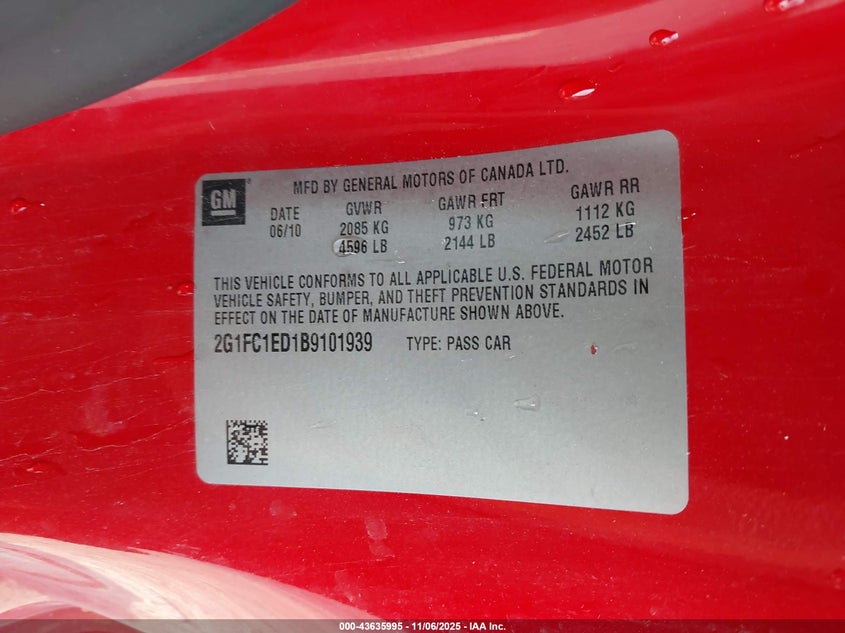 GM
MFD BY GENERAL MOTORS OF CANADA LTD.
DATE GVWR GAWR FRT GAWR RR
06/10 2085 KG 973 KG 1112 KG
4596 LB 2144 LB 2452 LB
THIS VEHICLE CONFORMS TO ALL APPLICABLE U.S. FEDERAL MOTOR
VEHICLE SAFETY, BUMPER, AND THEFT PREVENTION STANDARDS IN
EFFECT ON THE DATE OF MANUFACTURE SHOWN ABOVE.
2G1FC1ED1B9101939 TYPE: PASS CAR
000-43635995 - 11/06/2025 - IAA Inc.